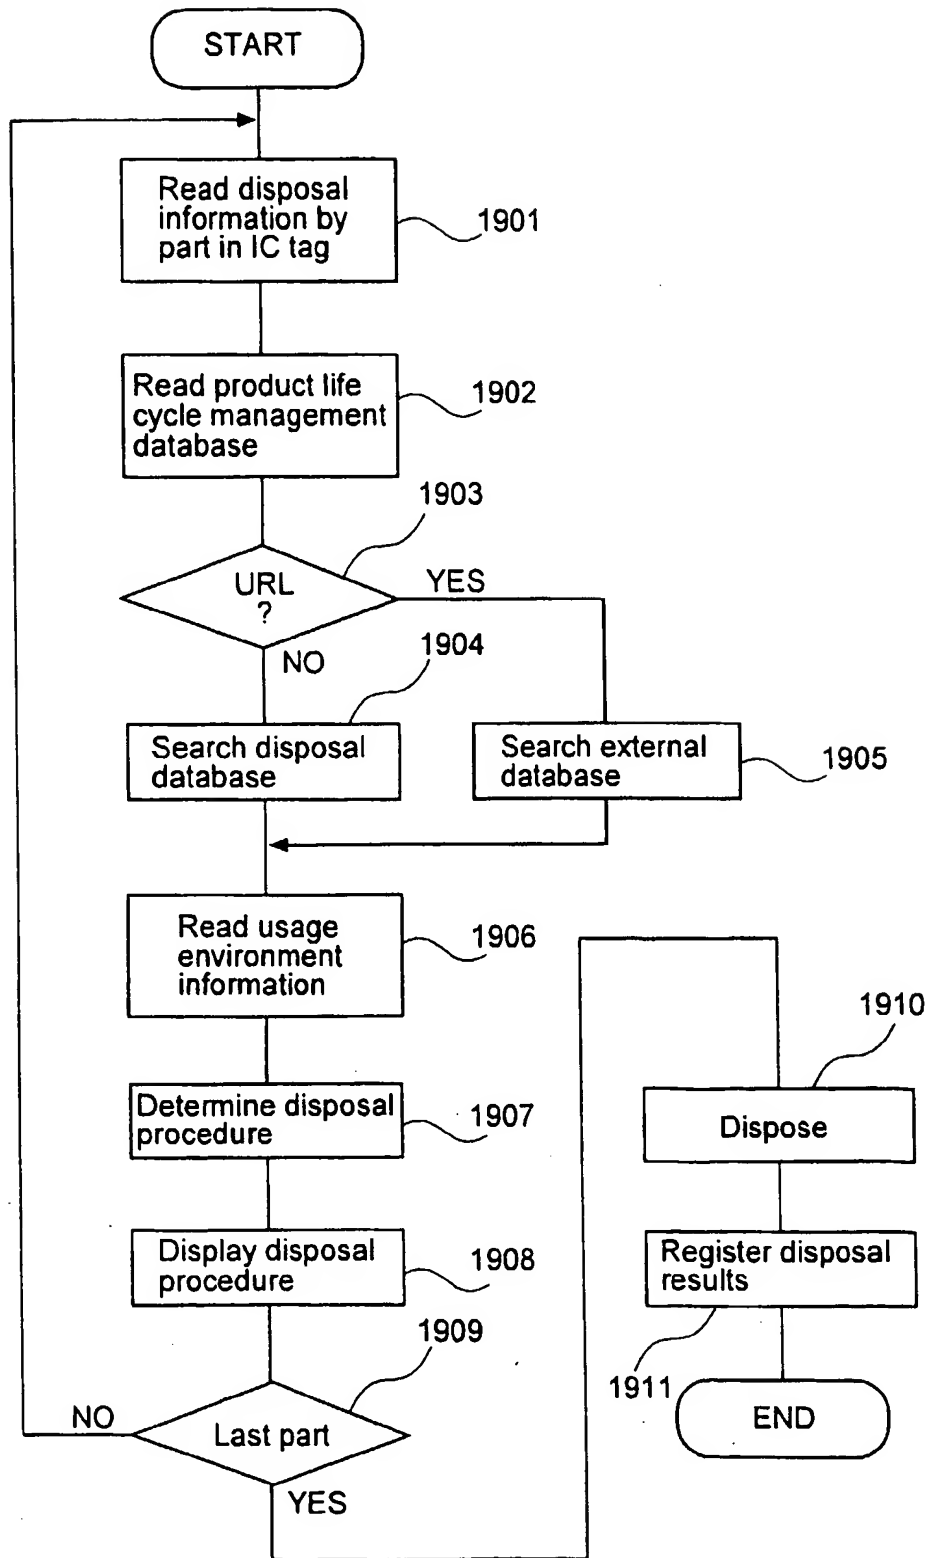 START
Read disposal
information by
part in IC tag
1901
Read product life
cycle management
database
1902
1903
URL
?
YES
NO
1904
Search disposal
database
Search external
database
1905
Read usage
environment
information
1906
Determine disposal
procedure
1907
Display disposal
procedure
1908
1909
Last part
NO
YES
1910
Dispose
Register disposal
results
1911
END